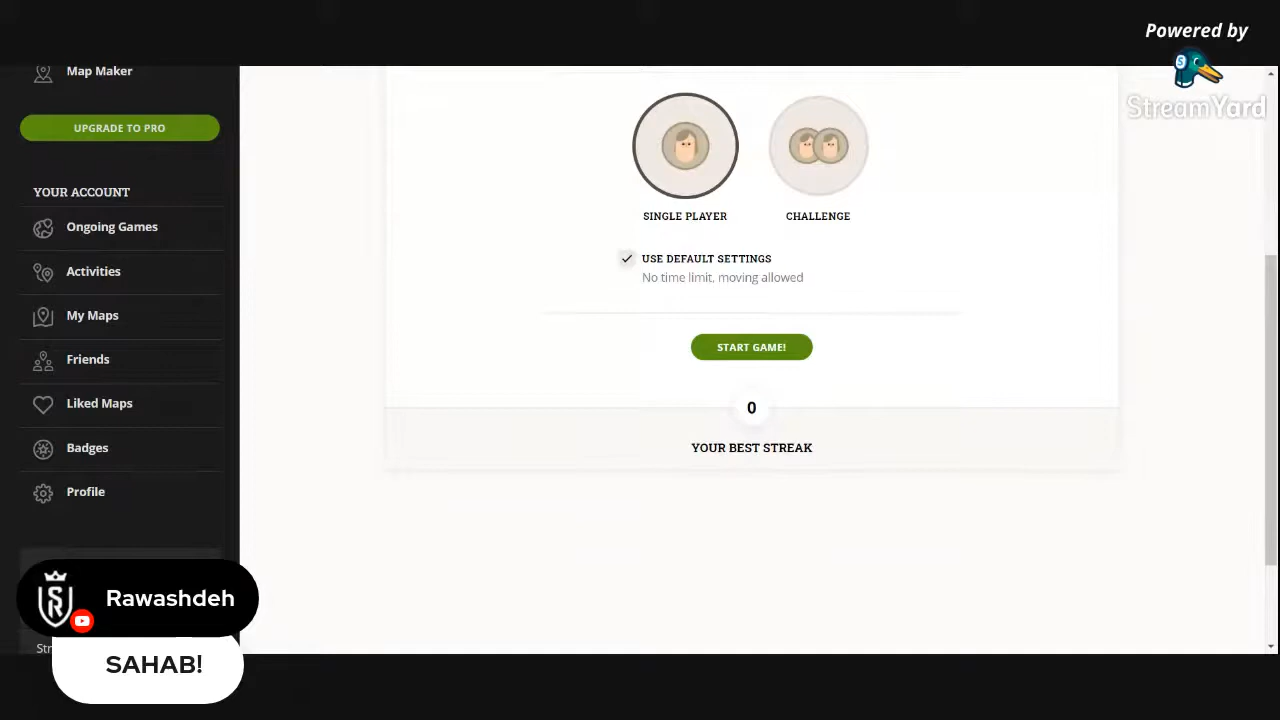 Powered by
StreamYard
Map Maker
UPGRADE TO PRO
YOUR ACCOUNT
Ongoing Games
Activities
My Maps
Friends
Liked Maps
Badges
Profile
Str
SINGLE PLAYER
CHALLENGE
USE DEFAULT SETTINGS
No time limit, moving allowed
START GAME!
0
YOUR BEST STREAK
SR
Rawashdeh
SAHAB!